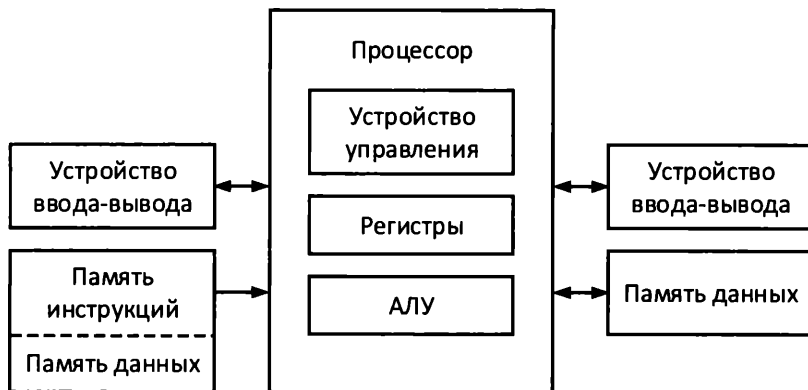 Процессор
Устройство
управления
Регистры
АЛУ
Устройство
ввода-вывода
Память
инструкций
Память данных
Устройство
ввода-вывода
Память данных